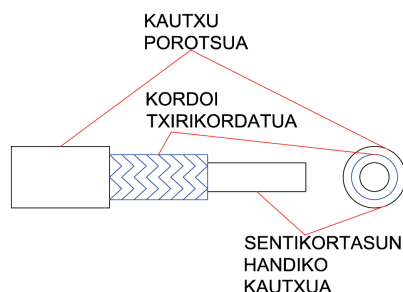 KAUTXU
POROTSUA
KORDOI
TXIRIKORDATUA
SENTIKORTASUN
HANDIKO
KAUTXUA